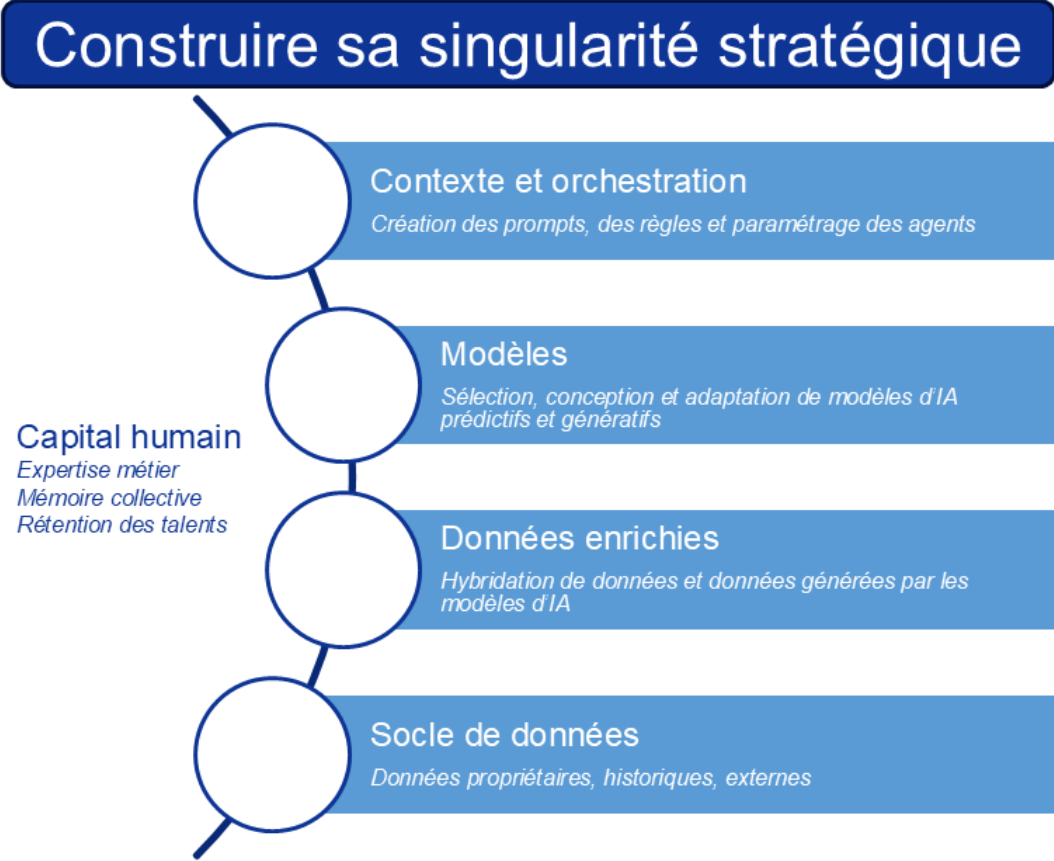 Construire sa singularité stratégique
Contexte et orchestration
Création des prompts, des règles et paramétrage des agents
Modèles
Sélection, conception et adaptation de modèles d'IA
prédictifs et génératifs
Capital humain
Expertise métier
Mémoire collective
Rétention des talents
Données enrichies
Hybridation de données et données générées par les
modèles d'IA
Socle de données
Données propriétaires, historiques, externes